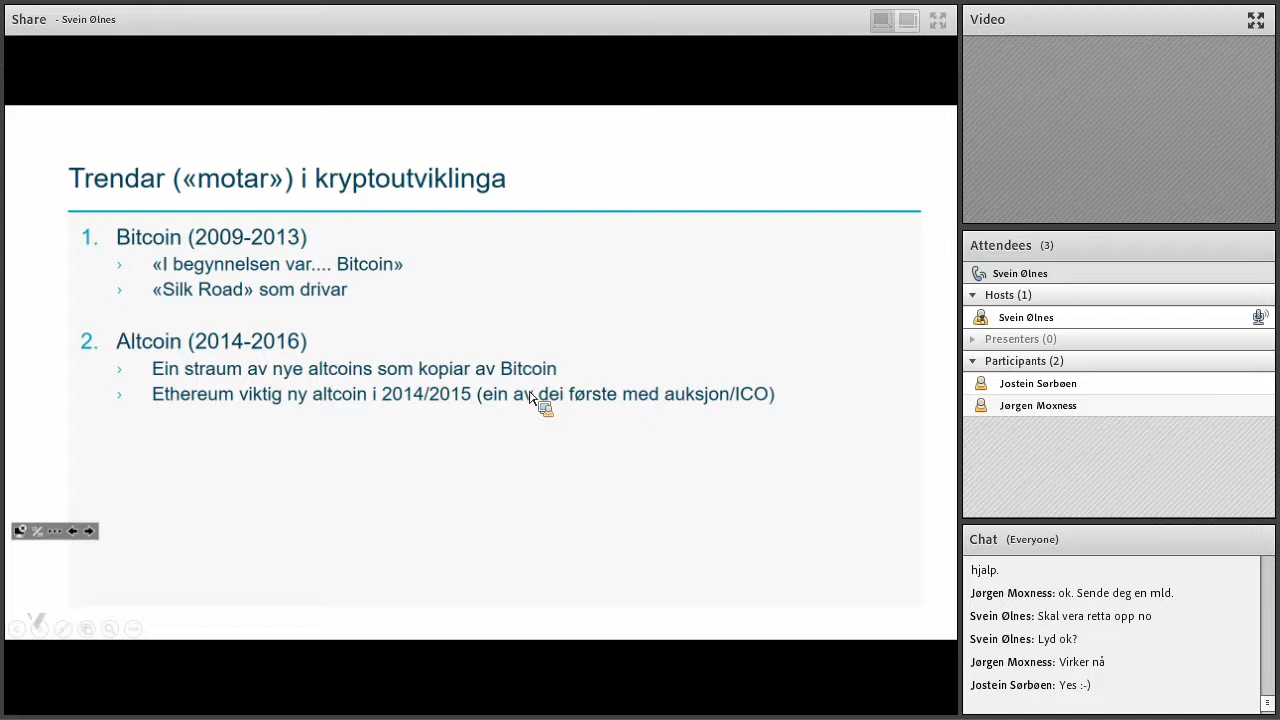 Share - Svein Ølnes
Trendar («motar») i kryptoutviklinga
1. Bitcoin (2009-2013)
› «I begynnelsen var.... Bitcoin»
› «Silk Road» som drivar
2. Altcoin (2014-2016)
› Ein straum av nye altcoins som kopiar av Bitcoin
› Ethereum viktig ny altcoin i 2014/2015 (ein av dei første med auksjon/ICO)
Video
Attendees (3)
Svein Ølnes
Hosts (1)
Svein Ølnes
Presenters (0)
Participants (2)
Jostein Sørbøen
Jørgen Moxness
Chat (Everyone)
hjalp.
Jørgen Moxness: ok. Sende deg en mld.
Svein Ølnes: Skal vera retta opp no
Svein Ølnes: Lyd ok?
Jørgen Moxness: Virker nå
Jostein Sørbøen: Yes :-)